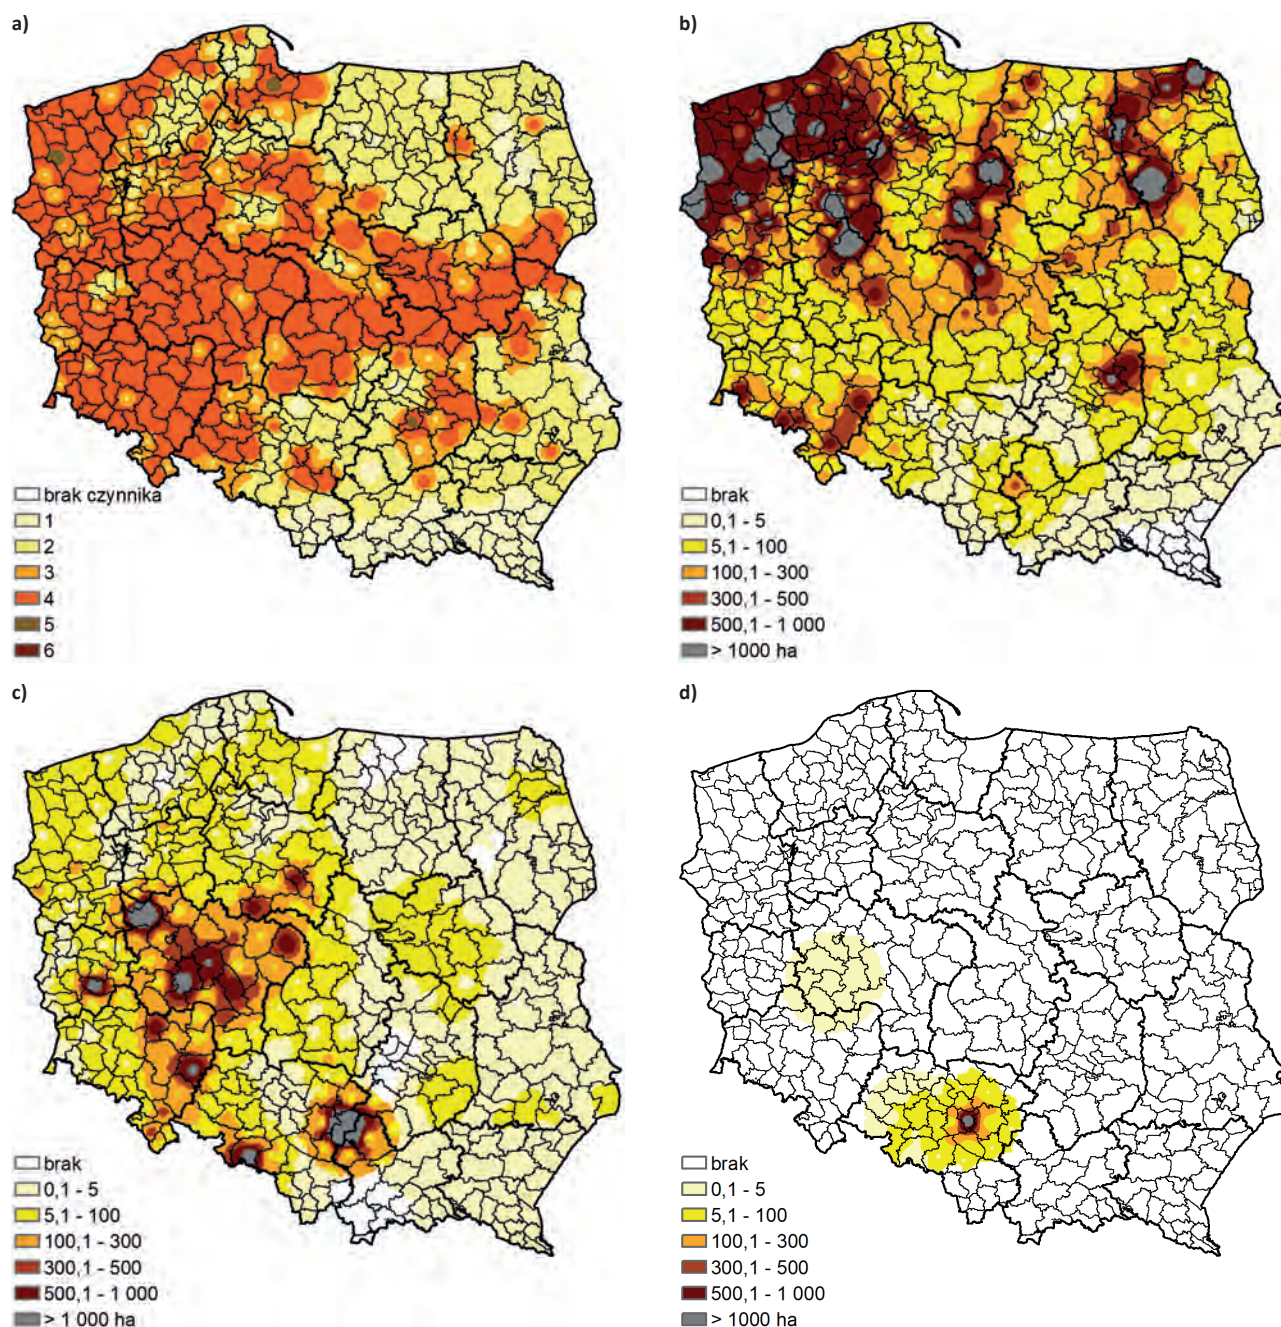 a)
brak czynnika
1
2
3
4
5
6
b)
brak
0,1 - 5
5,1 - 100
100,1 - 300
300,1 - 500
500,1 - 1 000
> 1000 ha
c)
brak
0,1 - 5
5,1 - 100
100,1 - 300
300,1 - 500
500,1 - 1 000
> 1 000 ha
d)
brak
0,1 - 5
5,1 - 100
100,1 - 300
300,1 - 500
500,1 - 1 000
> 1000 ha